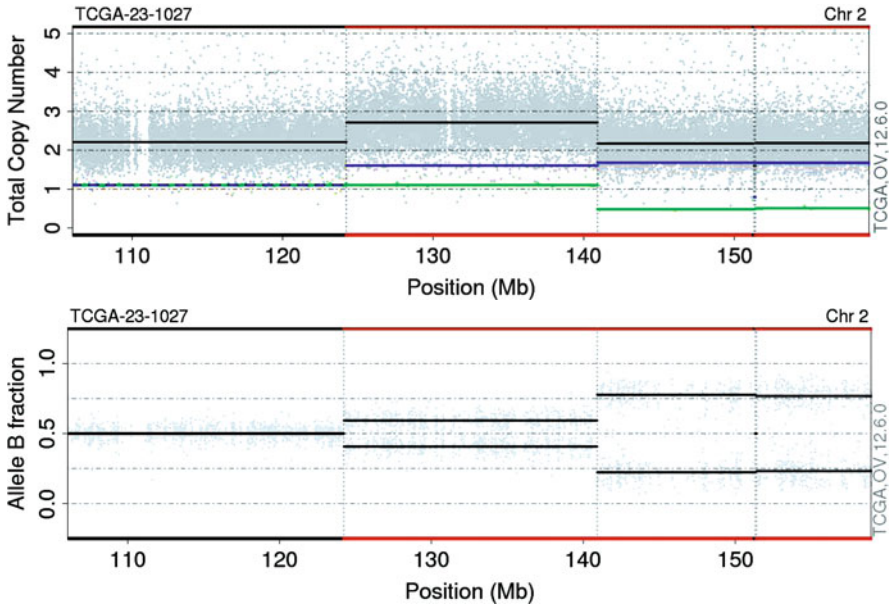 TCGA-23-1027
Chr 2
Total Copy Number
5
4
3
2
1
0
110
120
130
140
150
Position (Mb)
TCGA,OV,12.6.0
TCGA-23-1027
Chr 2
Allele B fraction
1.0
0.5
0.0
110
120
130
140
150
Position (Mb)
TCGA,OV,12.6.0